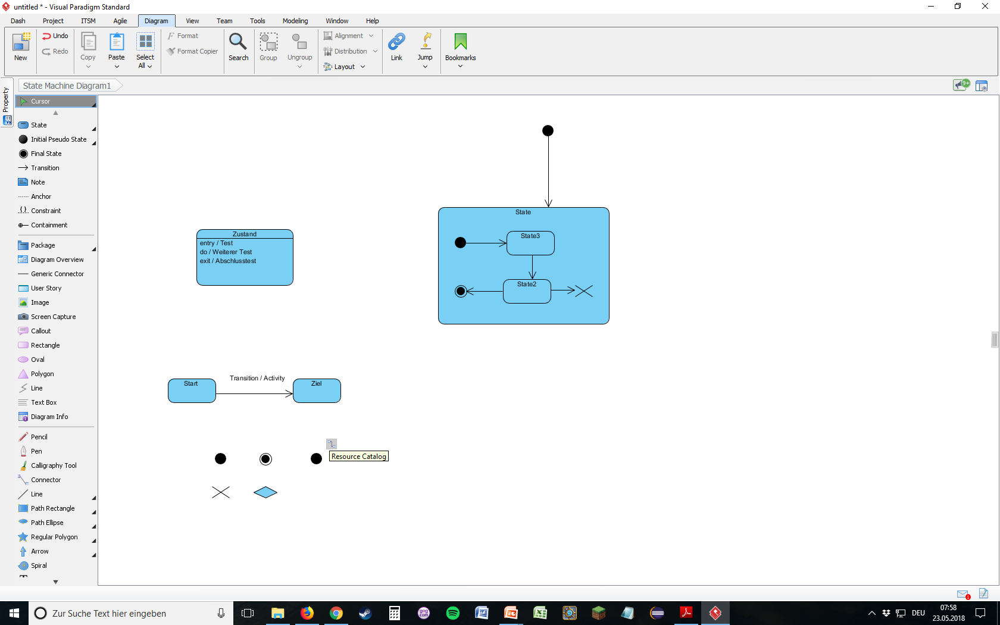 untitled * - Visual Paradigm Standard
Dash Project ITSM Agile Diagram View Team Tools Modeling Window Help
New
Undo
Redo
Copy
Paste
Select
All
Format
Format Copier
Search
Group
Ungroup
Alignment
Distribution
Layout
Link
Jump
Bookmarks
Property
State Machine Diagram1
9+
Cursor
State
Initial Pseudo State
Final State
Transition
Note
Anchor
Constraint
Containment
Package
Diagram Overview
Generic Connector
User Story
Image
Screen Capture
Callout
Rectangle
Oval
Polygon
Line
Text Box
Diagram Info
Pencil
Pen
Calligraphy Tool
Connector
Line
Path Rectangle
Path Ellipse
Regular Polygon
Arrow
Spiral
State
State3
State2
Zustand
entry / Test
do / Weiterer Test
exit / Abschlusstest
Start
Transition / Activity
Ziel
Resource Catalog
1
Zur Suche Text hier eingeben
gog
com
DEU
07:58
23.05.2018